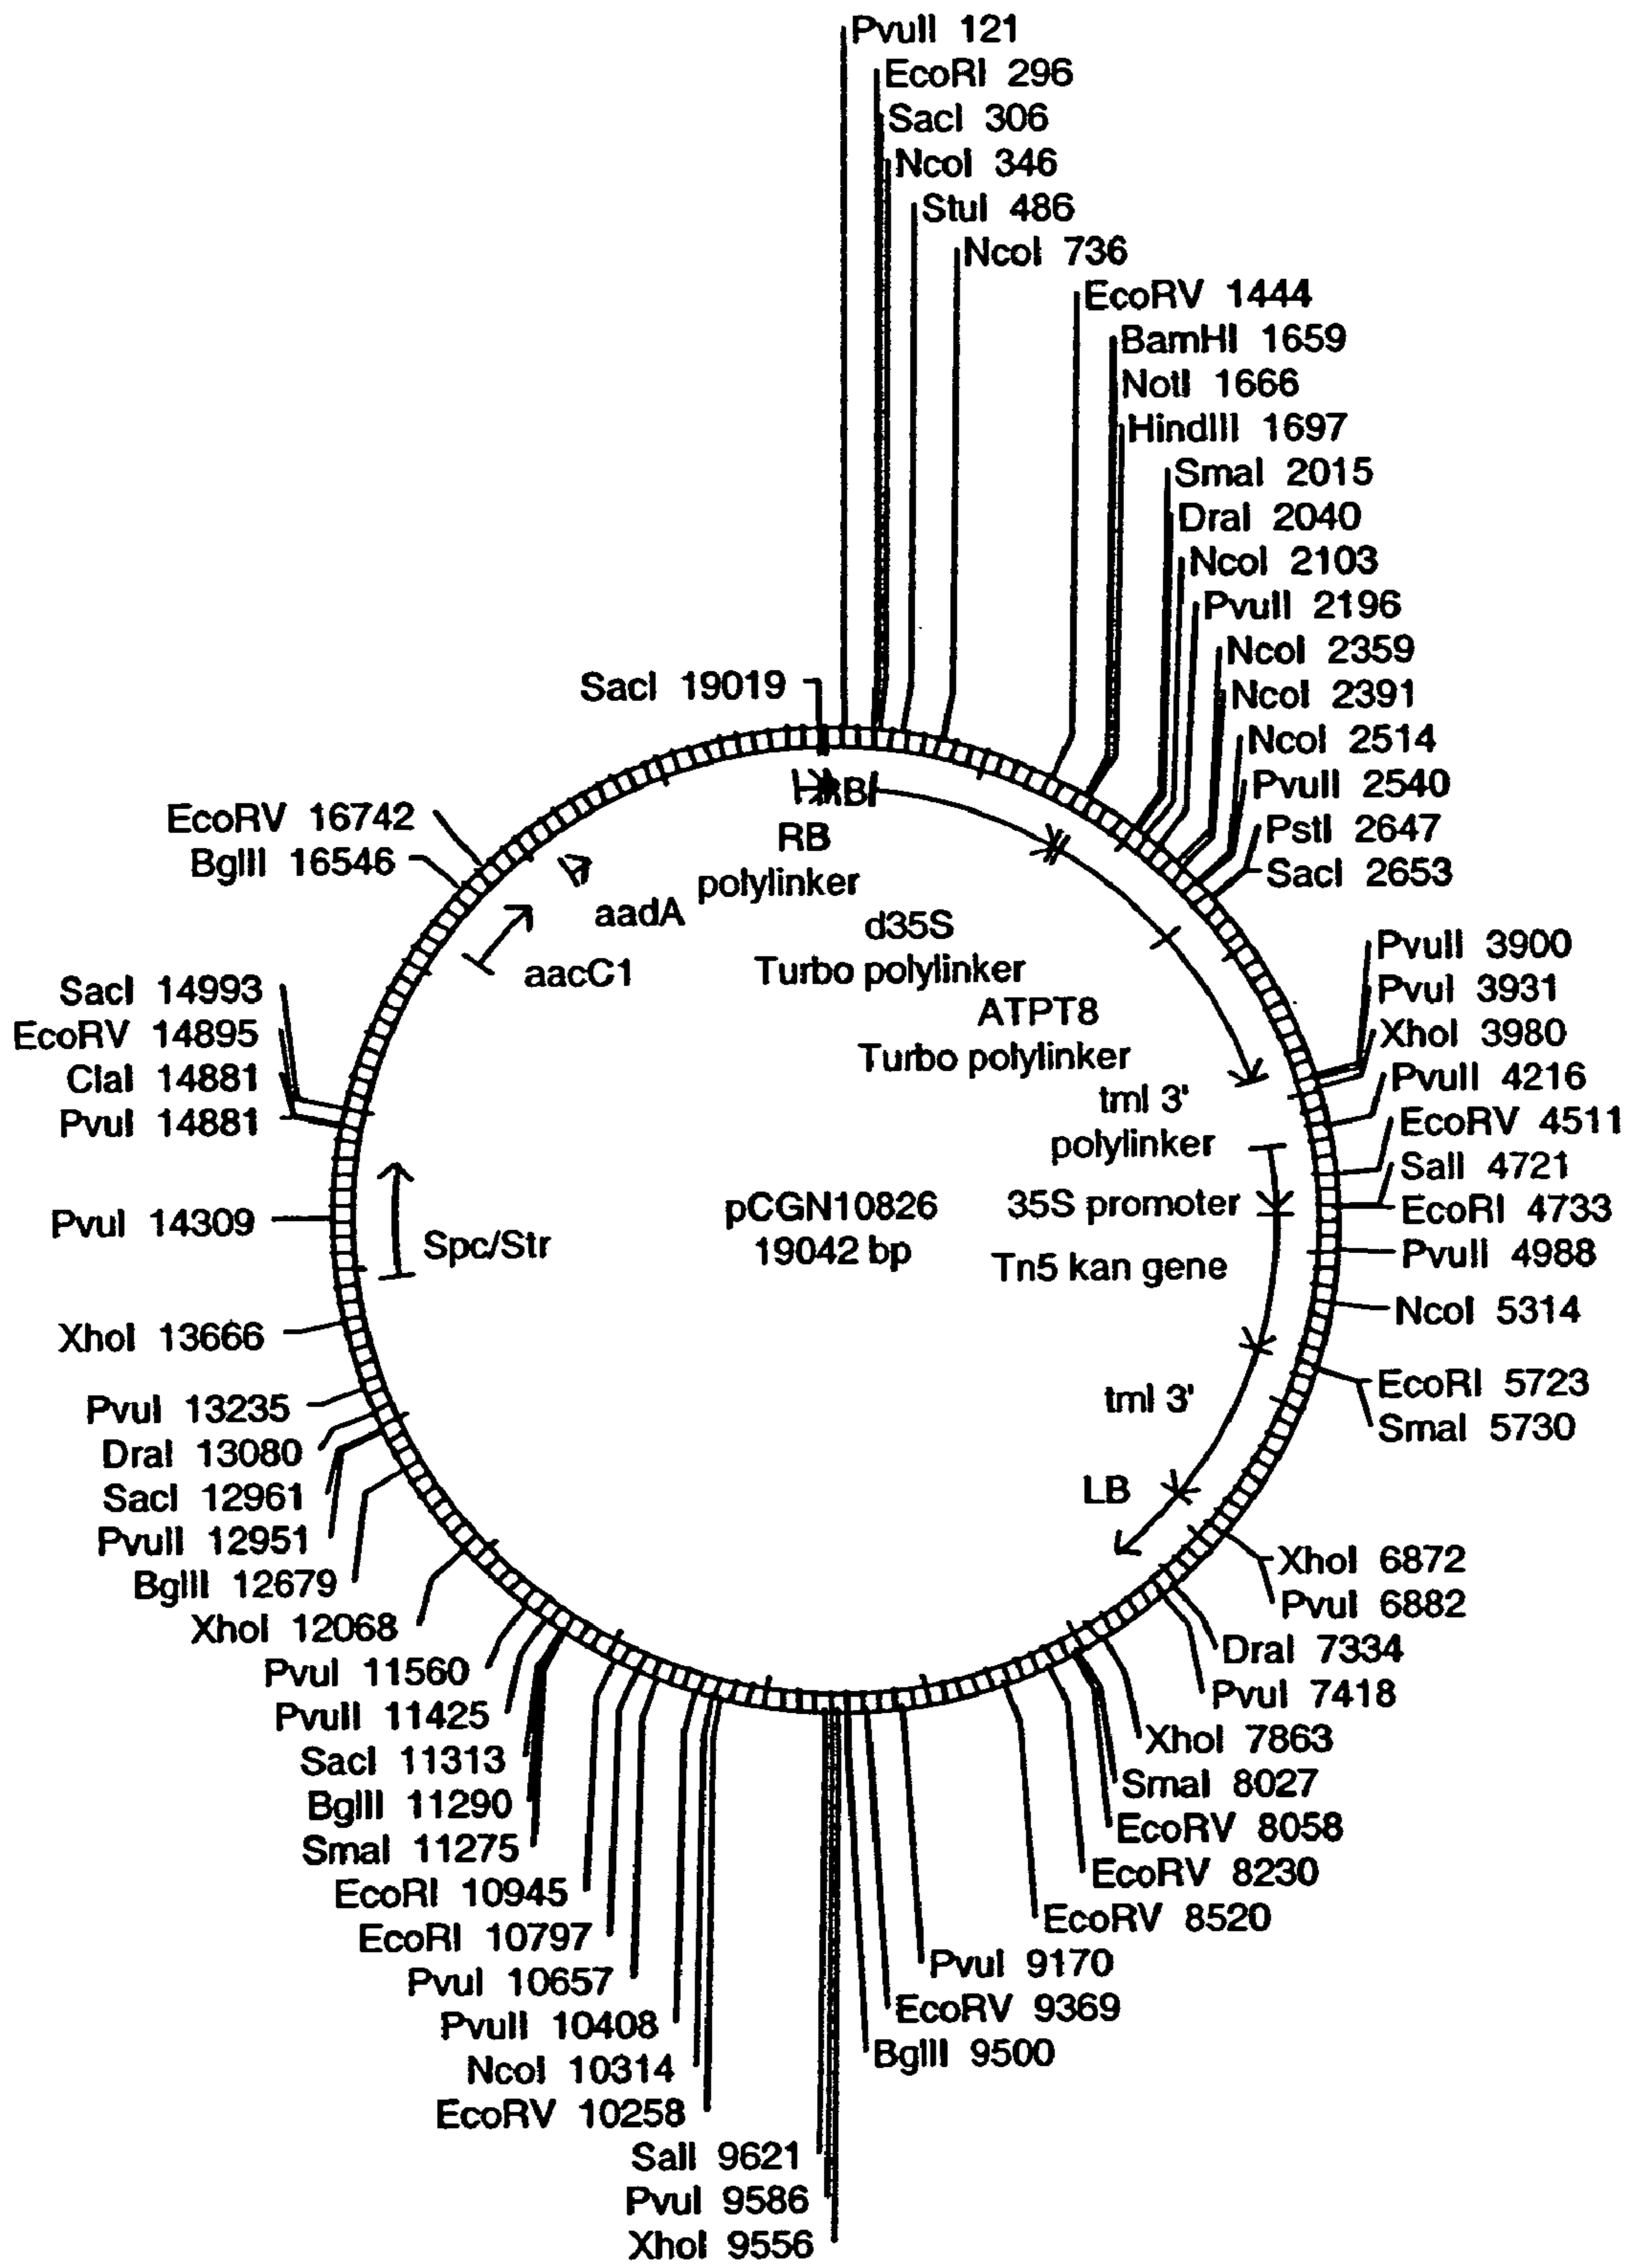 PvuII 121
EcoRI 296
SacI 306
NcoI 346
StuI 486
NcoI 736
EcoRV 1444
BamHI 1659
NotI 1666
HindIII 1697
SmaI 2015
DraI 2040
NcoI 2103
PvuII 2196
NcoI 2359
NcoI 2391
NcoI 2514
PvuII 2540
PstI 2647
SacI 2653
PvuII 3900
PvuI 3931
XhoI 3980
PvuII 4216
EcoRV 4511
SalI 4721
EcoRI 4733
PvuII 4988
NcoI 5314
EcoRI 5723
SmaI 5730
XhoI 6872
PvuI 6882
DraI 7334
PvuI 7418
XhoI 7863
SmaI 8027
EcoRV 8058
EcoRV 8230
EcoRV 8520
PvuI 9170
EcoRV 9369
BglII 9500
XhoI 9556
PvuI 9586
SalI 9621
EcoRV 10258
NcoI 10314
PvuII 10408
PvuI 10657
EcoRI 10797
EcoRI 10945
SmaI 11275
BglII 11290
SacI 11313
PvuII 11425
PvuI 11560
XhoI 12068
BglII 12679
PvuII 12951
SacI 12961
DraI 13080
PvuI 13235
XhoI 13666
PvuI 14309
PvuI 14881
ClaI 14881
EcoRV 14895
SacI 14993
BglII 16546
EcoRV 16742
SacI 19019
RB
RB
polylinker
d35S
Turbo polylinker
ATPT8
Turbo polylinker
tml 3'
polylinker
35S promoter
Tn5 kan gene
tml 3'
LB
Spc/Str
aacC1
aadA
pCGN10826
19042 bp